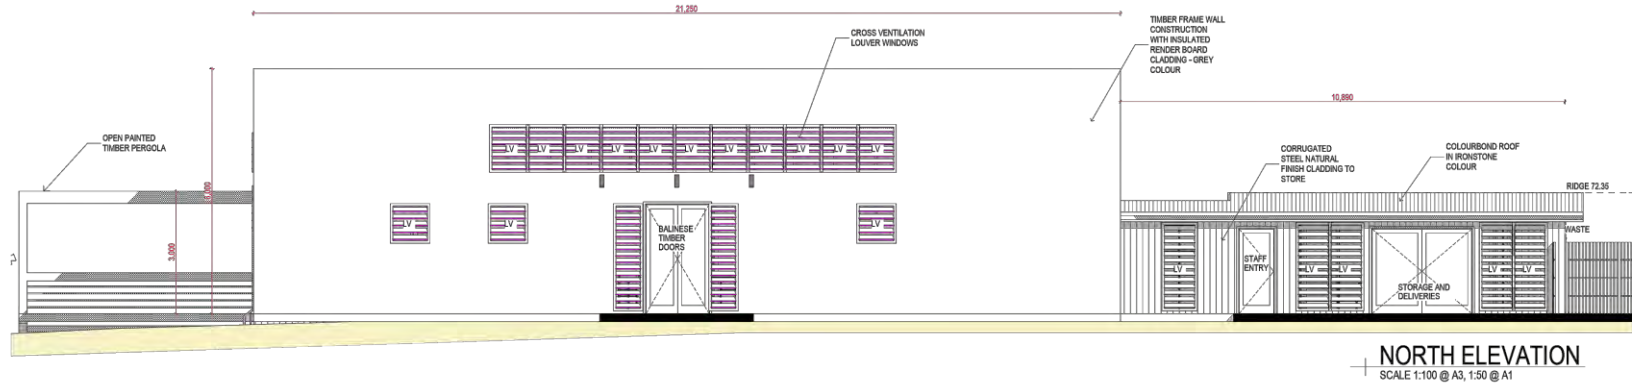 21,250
CROSS VENTILATION
LOUVER WINDOWS
TIMBER FRAME WALL
CONSTRUCTION
WITH INSULATED
RENDER BOARD
CLADDING - GREY
COLOUR
10,890
OPEN PAINTED
TIMBER PERGOLA
6,000
3,000
LV LV LV LV LV LV LV LV LV LV LV
CORRUGATED
STEEL NATURAL
FINISH CLADDING TO
STORE
COLOURBOND ROOF
IN IRONSTONE
COLOUR
RIDGE 72.35
LV
LV
BALINESE
TIMBER
DOORS
LV
WASTE
LV
STAFF
ENTRY
LV LV
STORAGE AND
DELIVERIES
LV LV
NORTH ELEVATION
SCALE 1:100 @ A3, 1:50 @ A1